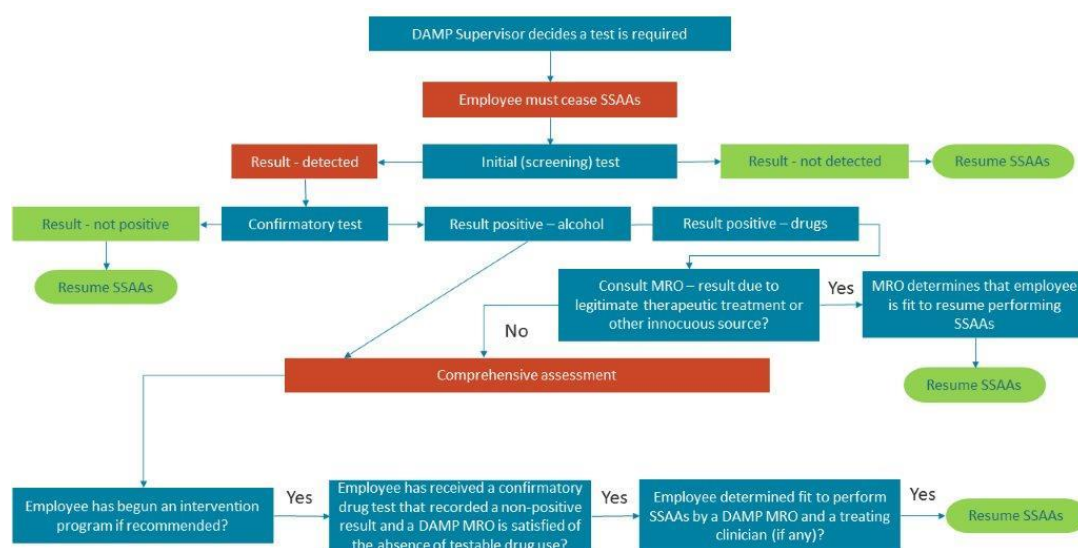 DAMP Supervisor decides a test is required
Employee must cease SSAAs
Result - detected
Initial (screening) test
Result - not detected
Resume SSAAs
Result - not positive
Confirmatory test
Result positive – alcohol
Result positive – drugs
Resume SSAAs
Consult MRO – result due to
legitimate therapeutic treatment or
other innocuous source?
Yes
MRO determines that employee
is fit to resume performing
SSAAs
No
Resume SSAAs
Comprehensive assessment
Employee has begun an intervention
program if recommended?
Yes
Employee has received a confirmatory
drug test that recorded a non-positive
result and a DAMP MRO is satisfied of
the absence of testable drug use?
Yes
Employee determined fit to perform
SSAAs by a DAMP MRO and a treating
clinician (if any)?
Yes
Resume SSAAs